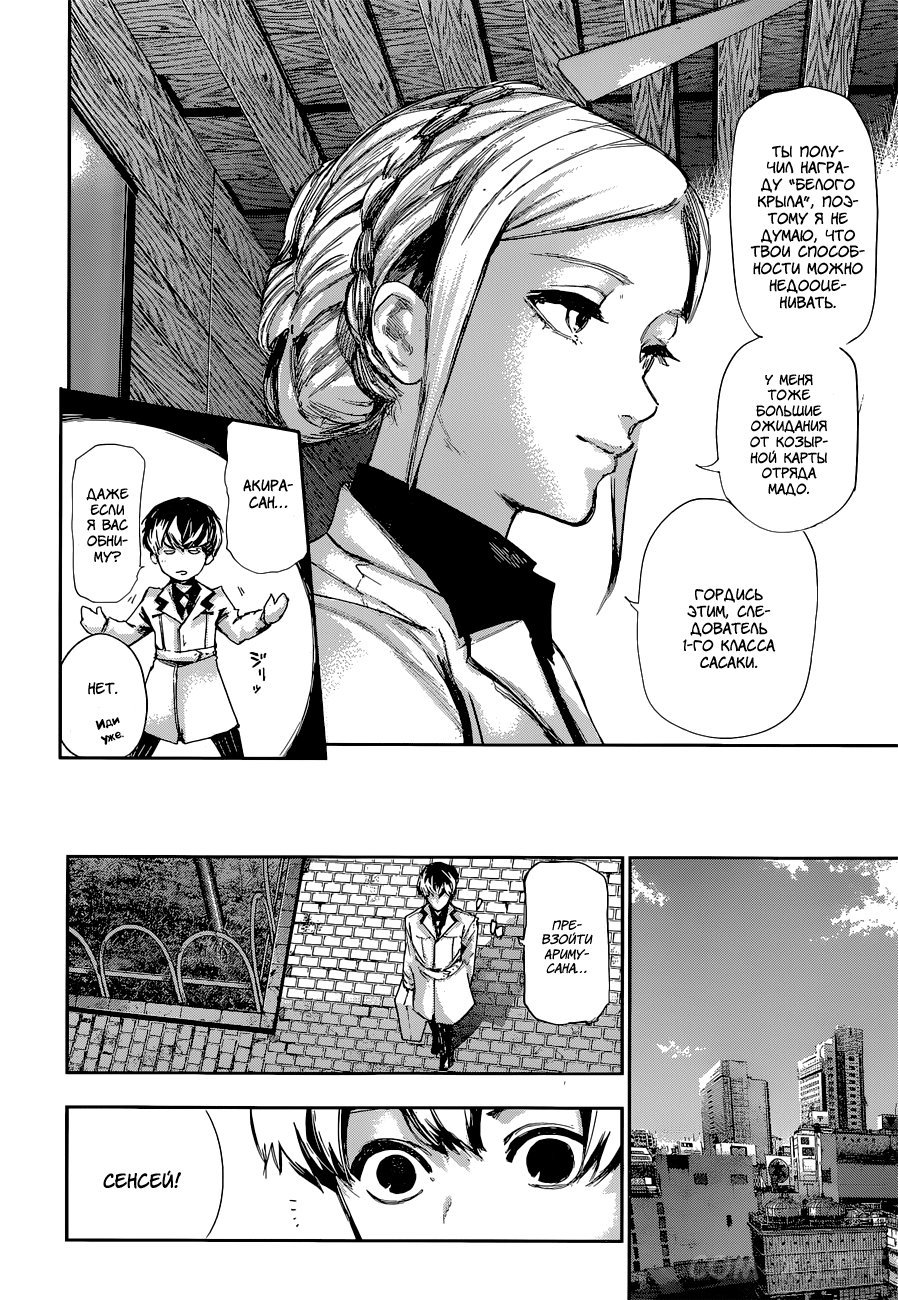 ТЫ ПОЛУ-
ЧИЛ НАГРА-
ДУ "БЕЛОГО
КРЫЛА", ПОЭ-
ТОМУ Я НЕ
ДУМАЮ, ЧТО
ТВОИ СПОСОБ-
НОСТИ МОЖНО
НЕДООЦЕ-
НИВАТЬ.
У МЕНЯ
ТОЖЕ
БОЛЬШИЕ
ОЖИДАНИЯ
ОТ КОЗЫР-
НОЙ КАРТЫ
ОТРЯДА
МАДО.
ГОРДИСЬ
ЭТИМ, СЛЕ-
ДОВАТЕЛЬ
1-ГО КЛАССА
САСАКИ.
АКИРА-
САН...
ДАЖЕ
ЕСЛИ
Я ВАС
ОБНИ-
МУ?
ジッ
НЕТ.
ИДИ
УЖЕ.
ПРЕ-
ВЗОЙТИ
АРИМУ-
САНА...
СЕНСЕЙ!